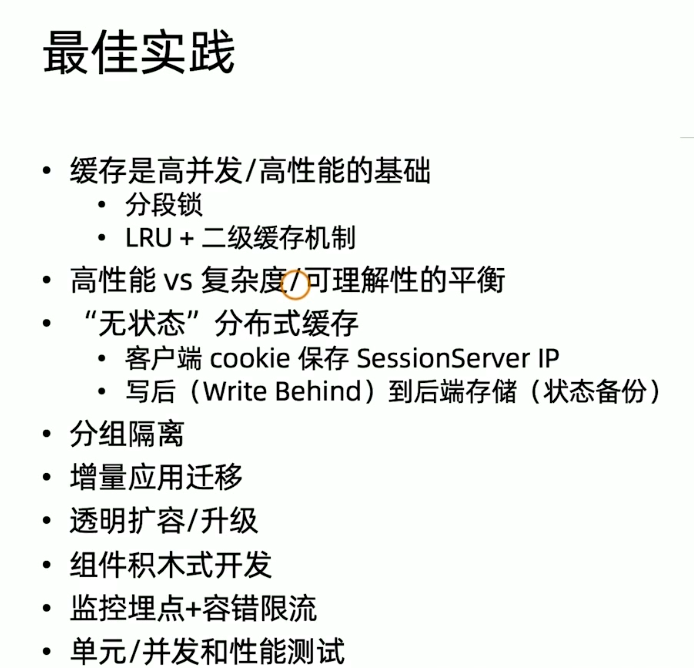 最佳实践
• 缓存是高并发/高性能的基础
• 分段锁
• LRU + 二级缓存机制
• 高性能 vs 复杂度/可理解性的平衡
• “无状态”分布式缓存
• 客户端 cookie 保存 SessionServer IP
• 写后（Write Behind）到后端存储（状态备份）
• 分组隔离
• 增量应用迁移
• 透明扩容/升级
• 组件积木式开发
• 监控埋点+容错限流
• 单元/并发和性能测试